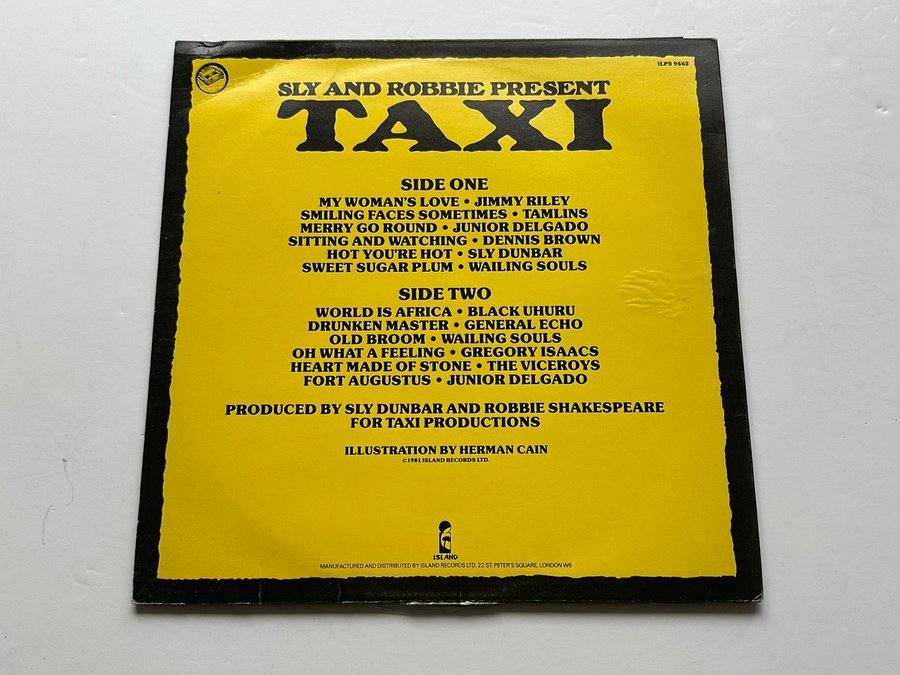 ILPS 9662
SLY AND ROBBIE PRESENT
TAXI
SIDE ONE
MY WOMAN'S LOVE • JIMMY RILEY
SMILING FACES SOMETIMES • TAMLINS
MERRY GO ROUND • JUNIOR DELGADO
SITTING AND WATCHING • DENNIS BROWN
HOT YOU'RE HOT • SLY DUNBAR
SWEET SUGAR PLUM • WAILING SOULS
SIDE TWO
WORLD IS AFRICA • BLACK UHURU
DRUNKEN MASTER • GENERAL ECHO
OLD BROOM • WAILING SOULS
OH WHAT A FEELING • GREGORY ISAACS
HEART MADE OF STONE • THE VICEROYS
FORT AUGUSTUS • JUNIOR DELGADO
PRODUCED BY SLY DUNBAR AND ROBBIE SHAKESPEARE
FOR TAXI PRODUCTIONS
ILLUSTRATION BY HERMAN CAIN
©1981 ISLAND RECORDS LTD.
ISLAND
MANUFACTURED AND DISTRIBUTED BY ISLAND RECORDS LTD, 22 ST. PETER'S SQUARE, LONDON W6